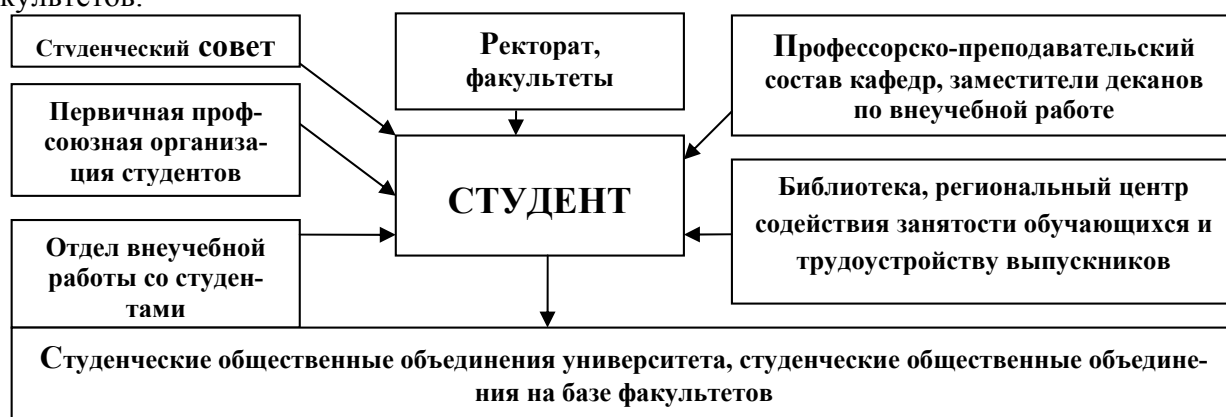 культетов.
Студенческий совет
Ректорат,
факультеты
Профессорско-преподавательский
состав кафедр, заместители деканов
по внеучебной работе
Первичная проф-
союзная организа-
ция студентов
СТУДЕНТ
Библиотека, региональный центр
содействия занятости обучающихся и
трудоустройству выпускников
Отдел внеучебной
работы со студен-
тами
Студенческие общественные объединения университета, студенческие общественные объедине-
ния на базе факультетов